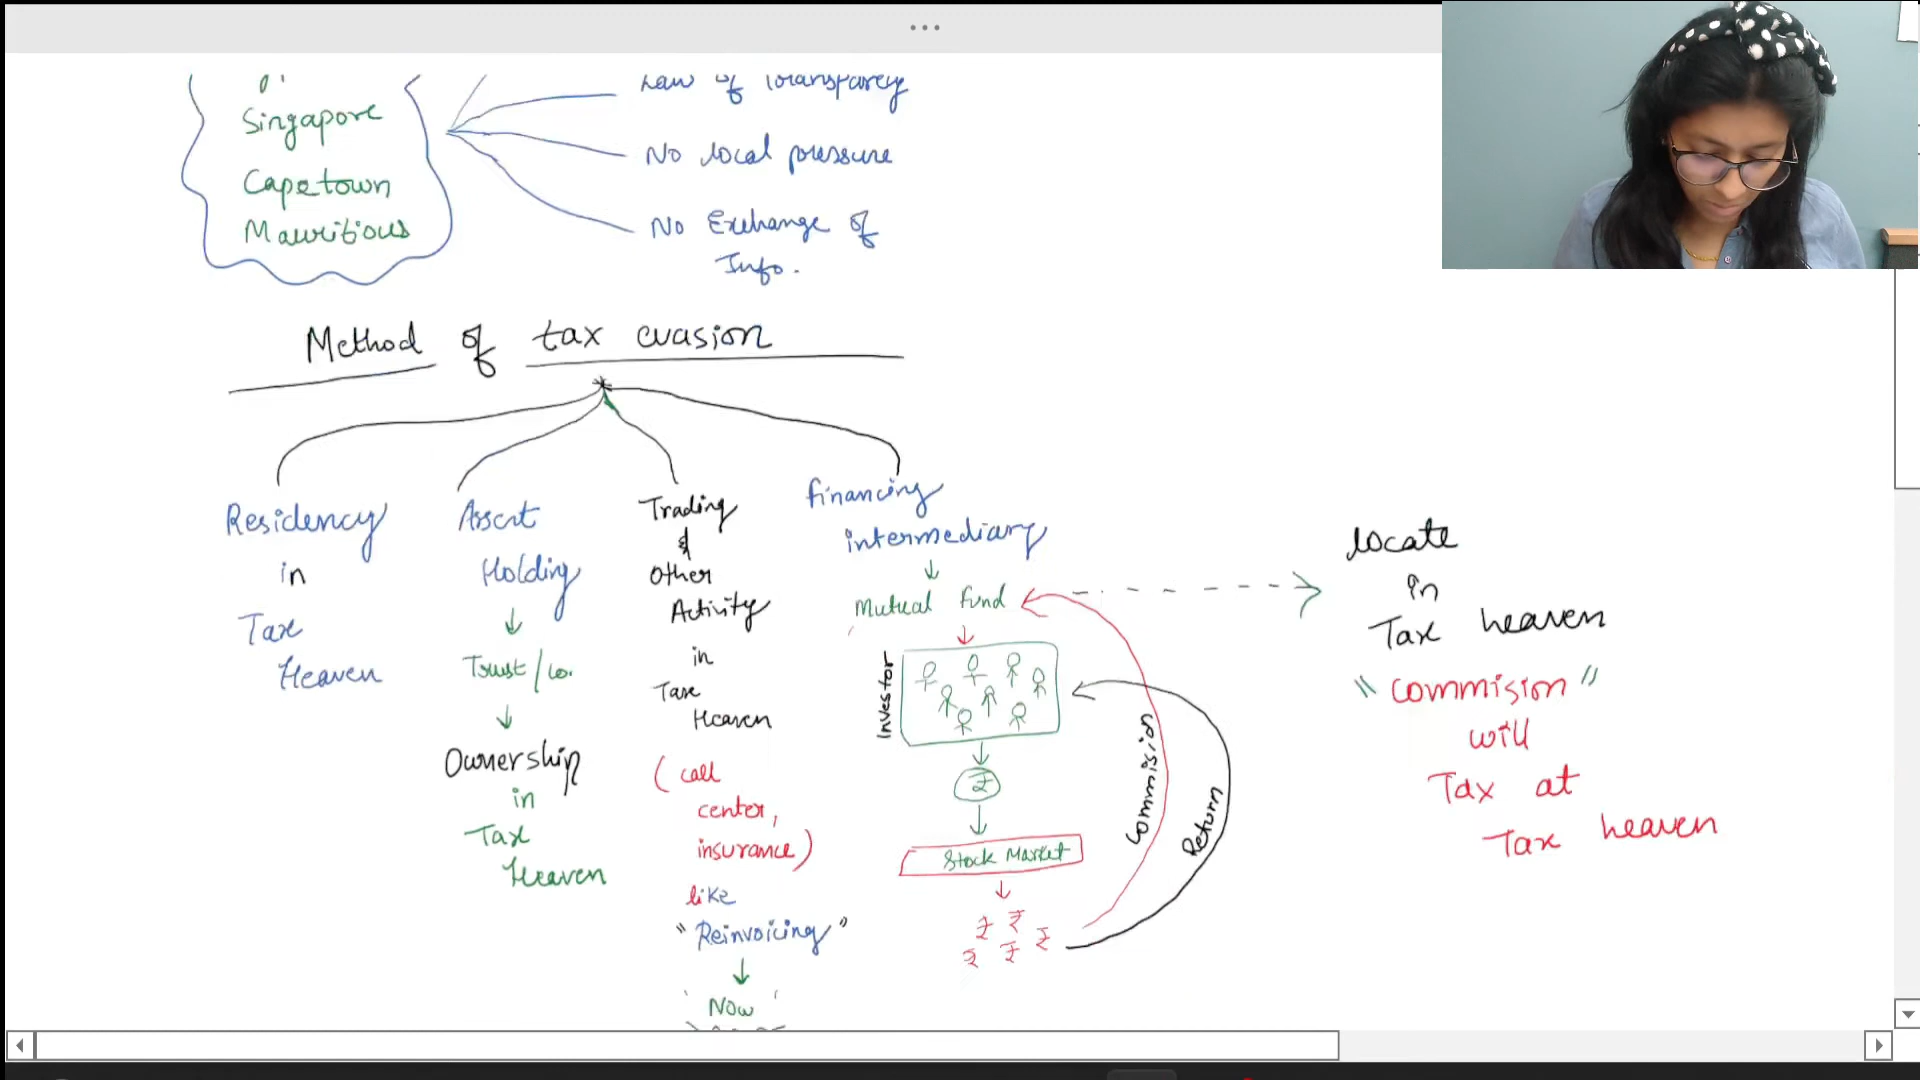 Singapore
Capetown
Mauritious
Law of Transparcy
No local pressure
No Exchange of
Info.
Method of tax evasion
Residency
in
Tax
Heaven
Assert
Holding
Trust/Co.
Ownership
in
Tax
Heaven
Trading
&
Other
Activity
in
Tax
Heaven
(call
center,
insurance)
like
"Reinvoicing"
Now
financing
intermediary
Mutual fund
Investor
₹
Stock Market
₹ ₹ ₹
₹ ₹
Commission
Return
locate
in
Tax heaven
"commision"
will
Tax at
Tax heaven